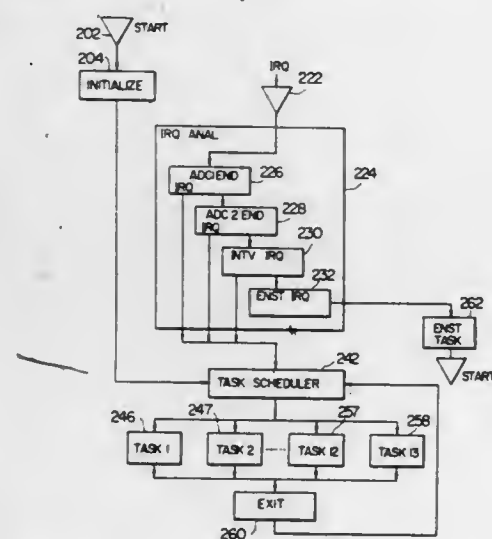 202
START
204
INITIALIZE
IRQ
222
IRQ ANAL
224
ADC1 END
IRQ
226
ADC 2 END
IRQ
228
230
INTV IRQ
232
ENST IRQ
262
ENST
TASK
START
242
TASK SCHEDULER
246
247
257
258
TASK 1
TASK 2
TASK 12
TASK 13
EXIT
260